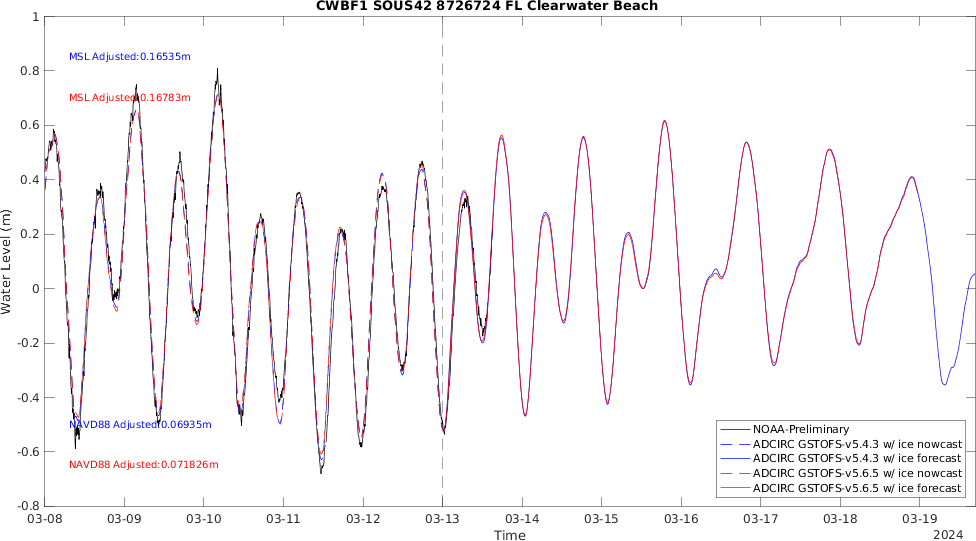 CWBF1 SOUS42 8726724 FL Clearwater Beach
1
0.8
0.6
0.4
0.2
0
-0.2
-0.4
-0.6
-0.8
Water Level (m)
MSL Adjusted:0.16535m
MSL Adjusted:0.16783m
NAVD88 Adjusted:0.06935m
NAVD88 Adjusted:0.071826m
NOAA-Preliminary
ADCIRC GSTOFS-v5.4.3 w/ ice nowcast
ADCIRC GSTOFS-v5.4.3 w/ ice forecast
ADCIRC GSTOFS-v5.6.5 w/ ice nowcast
ADCIRC GSTOFS-v5.6.5 w/ ice forecast
03-08 03-09 03-10 03-11 03-12 03-13 03-14 03-15 03-16 03-17 03-18 03-19
Time
2024